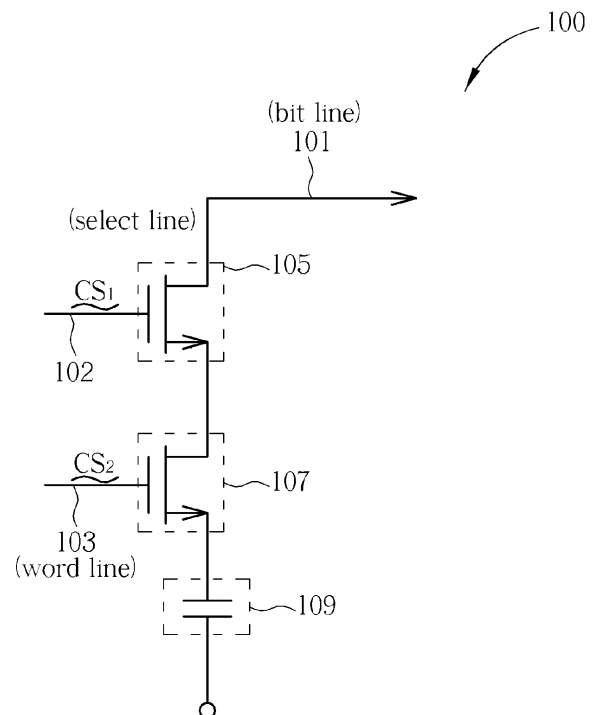 100
(bit line)
101
(select line)
105
CS1
102
CS2
107
103
(word line)
109